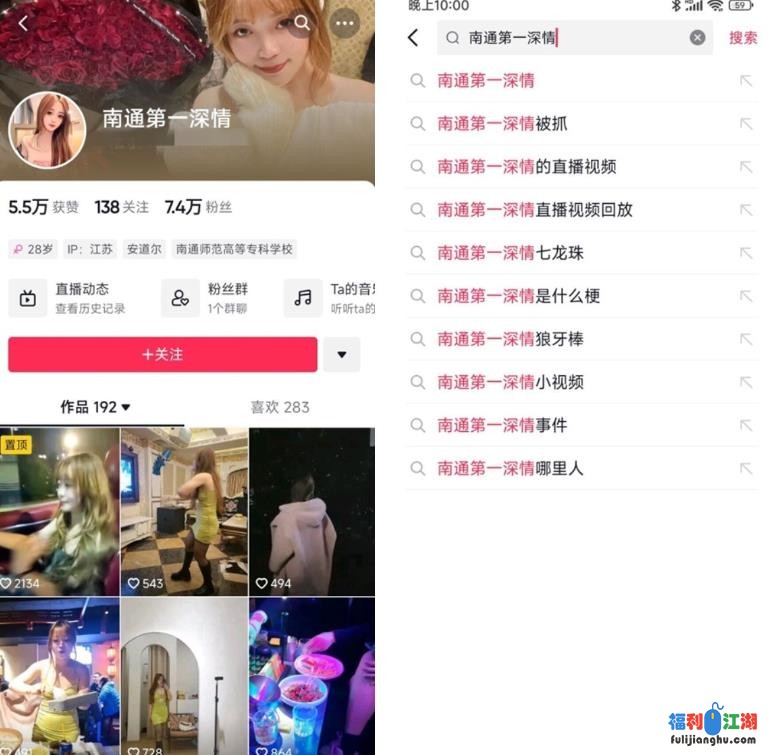 南通第一深情
5.5万 获赞 138 关注 7.4万 粉丝
28岁 IP：江苏 安道尔 南通师范高等专科学校
直播动态
查看历史记录
粉丝群
1个群聊
Ta的音
听听ta的
+关注
作品 192 喜欢 283
置顶
2134
543
494
491
728
864
晚上10:00
59
南通第一深情
搜索
南通第一深情
南通第一深情被抓
南通第一深情的直播视频
南通第一深情直播视频回放
南通第一深情七龙珠
南通第一深情是什么梗
南通第一深情狼牙棒
南通第一深情小视频
南通第一深情事件
南通第一深情哪里人
福利江湖
fulijianghu.com